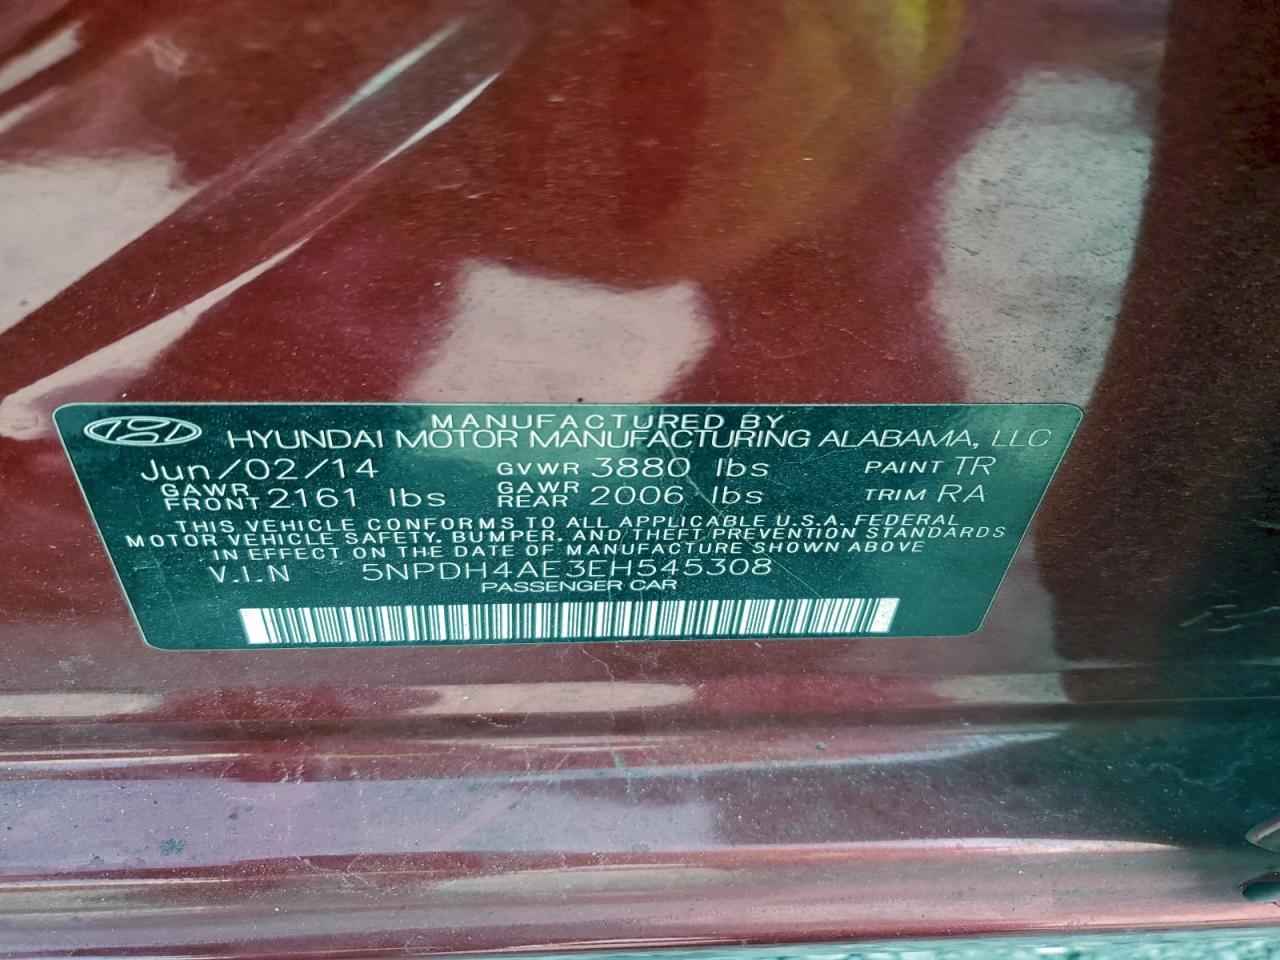 MANUFACTURED BY
HYUNDAI MOTOR MANUFACTURING ALABAMA, LLC
Jun/02/14 GVWR 3880 lbs PAINT TR
GAWR FRONT 2161 lbs GAWR REAR 2006 lbs TRIM RA
THIS VEHICLE CONFORMS TO ALL APPLICABLE U.S.A. FEDERAL
MOTOR VEHICLE SAFETY, BUMPER, AND THEFT PREVENTION STANDARDS
IN EFFECT ON THE DATE OF MANUFACTURE SHOWN ABOVE
V.I.N 5NPDH4AE3EH545308
PASSENGER CAR